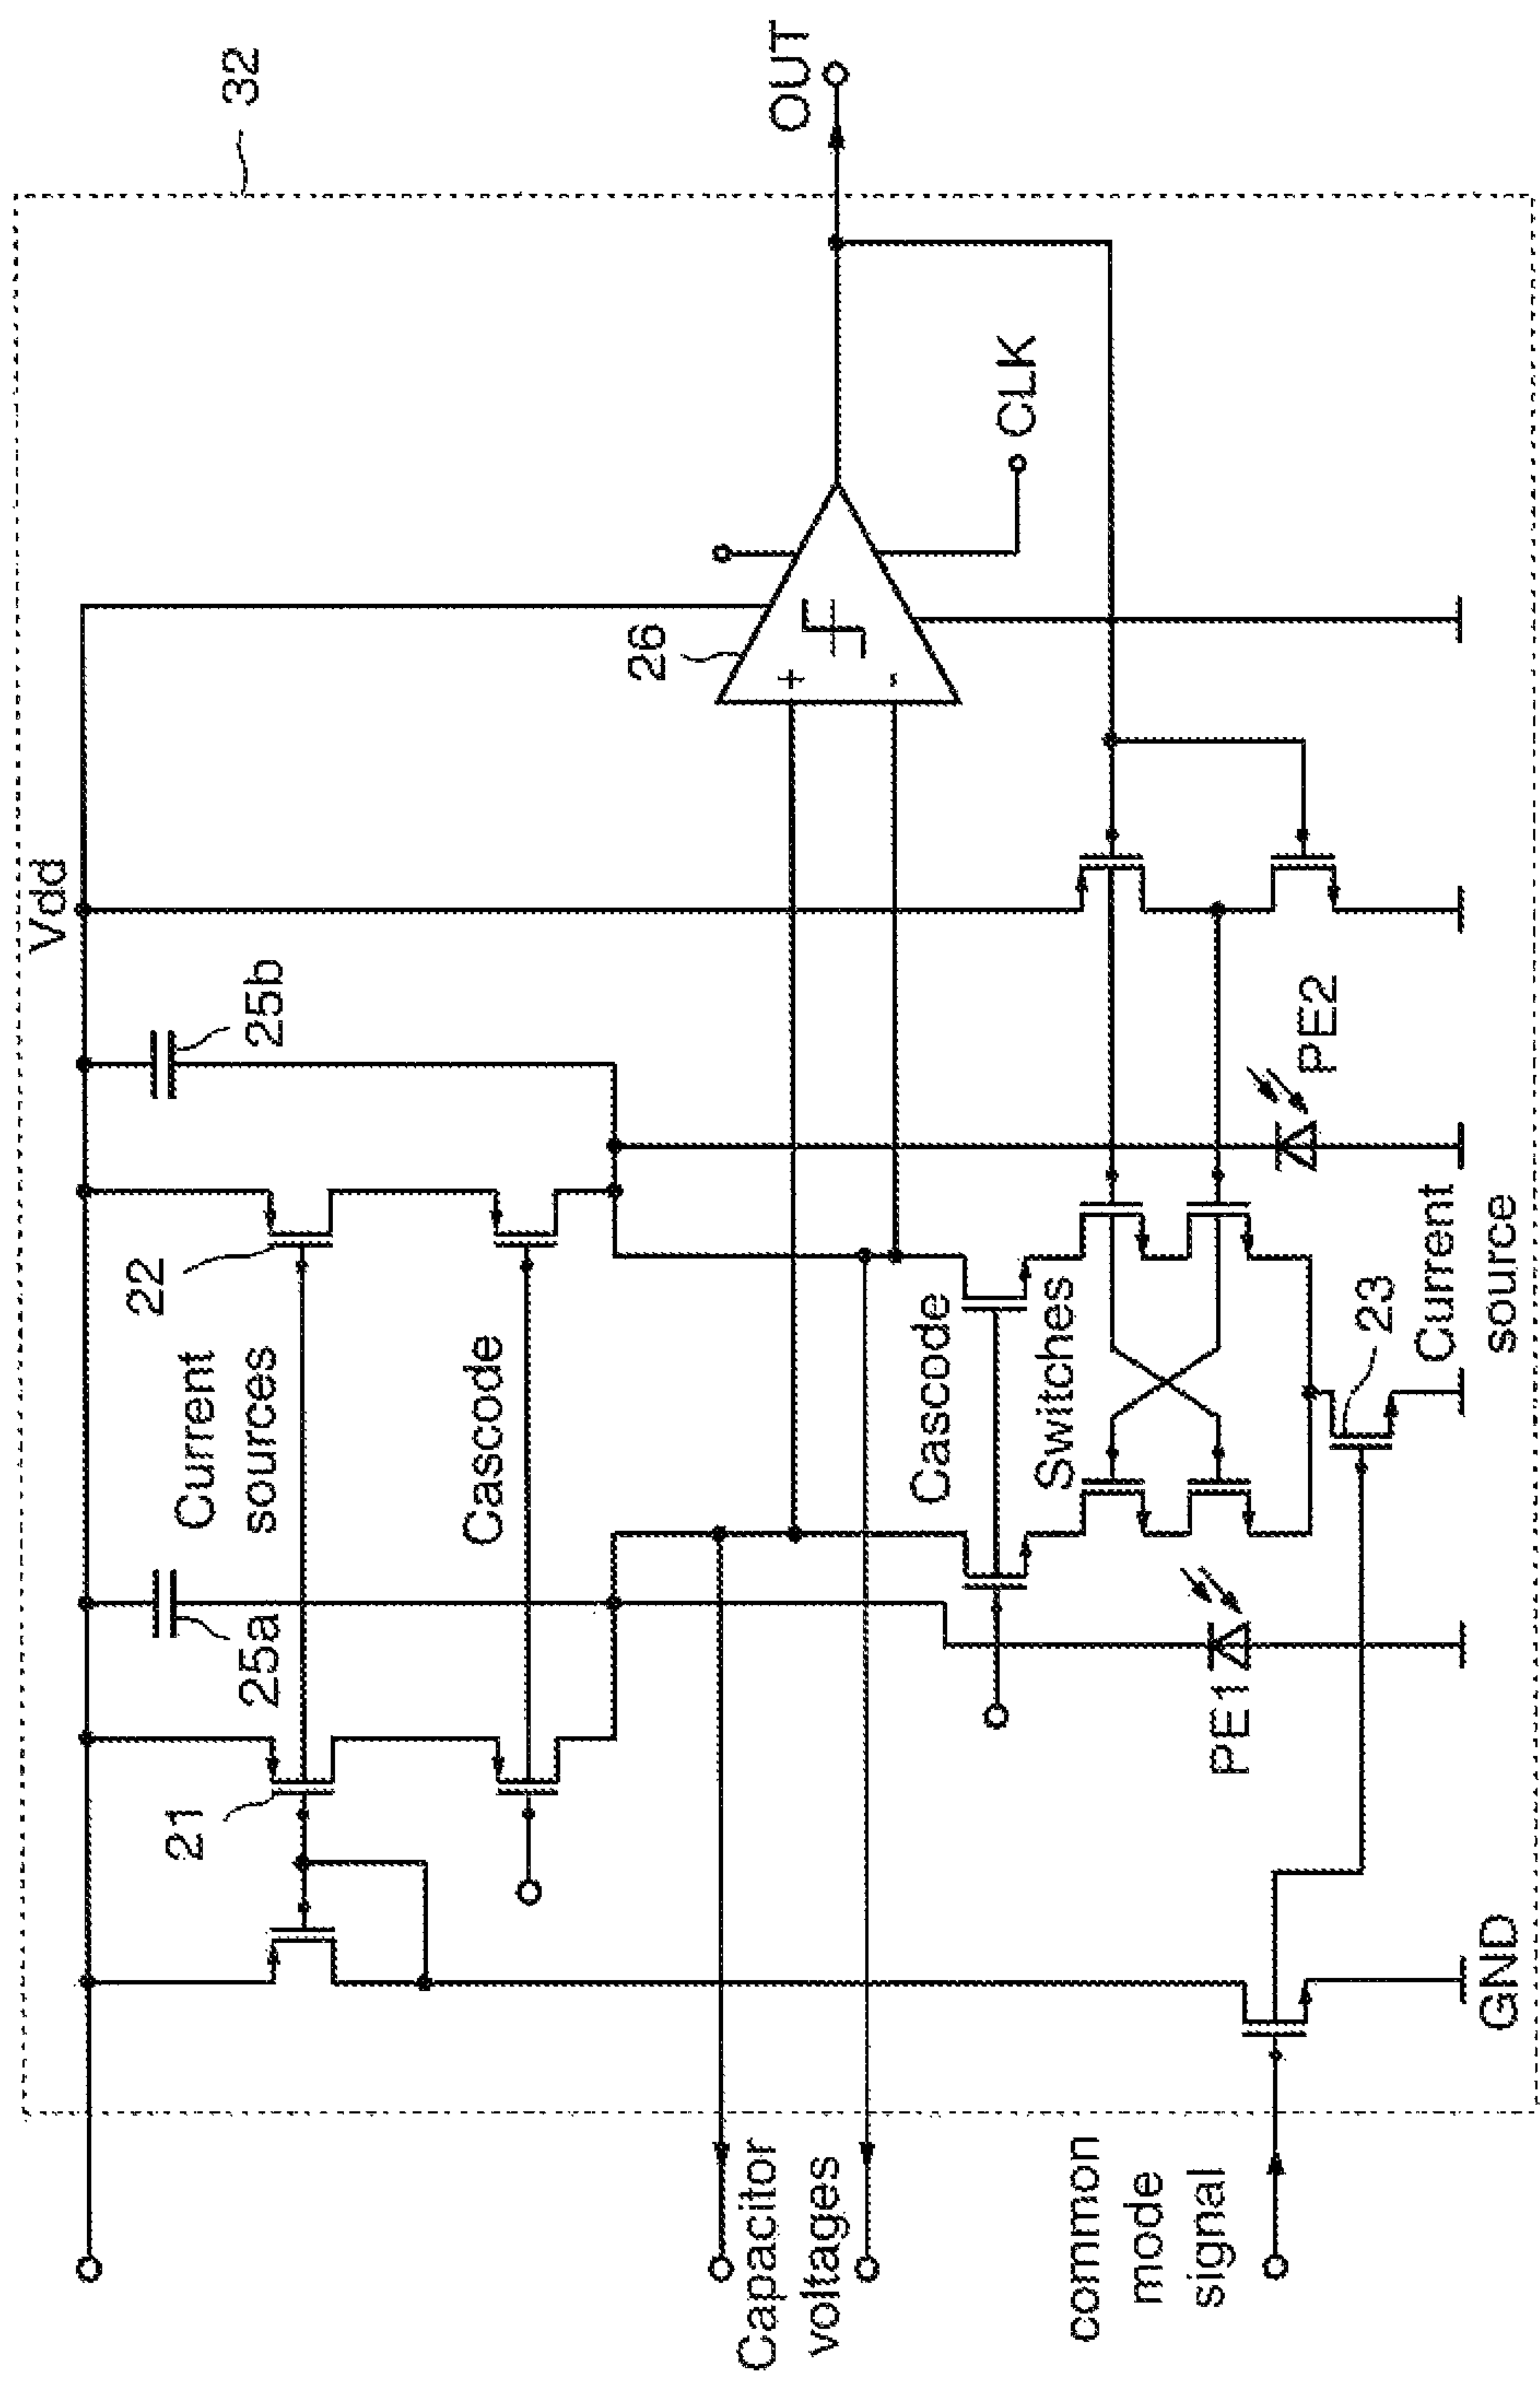 32
Vdd
OUT
25b
22
Current
sources
25a
21
Cascode
26
+
-
CLK
Cascode
Switches
PE2
PE1
23
Current
source
GND
Capacitor
voltages
common
mode
signal